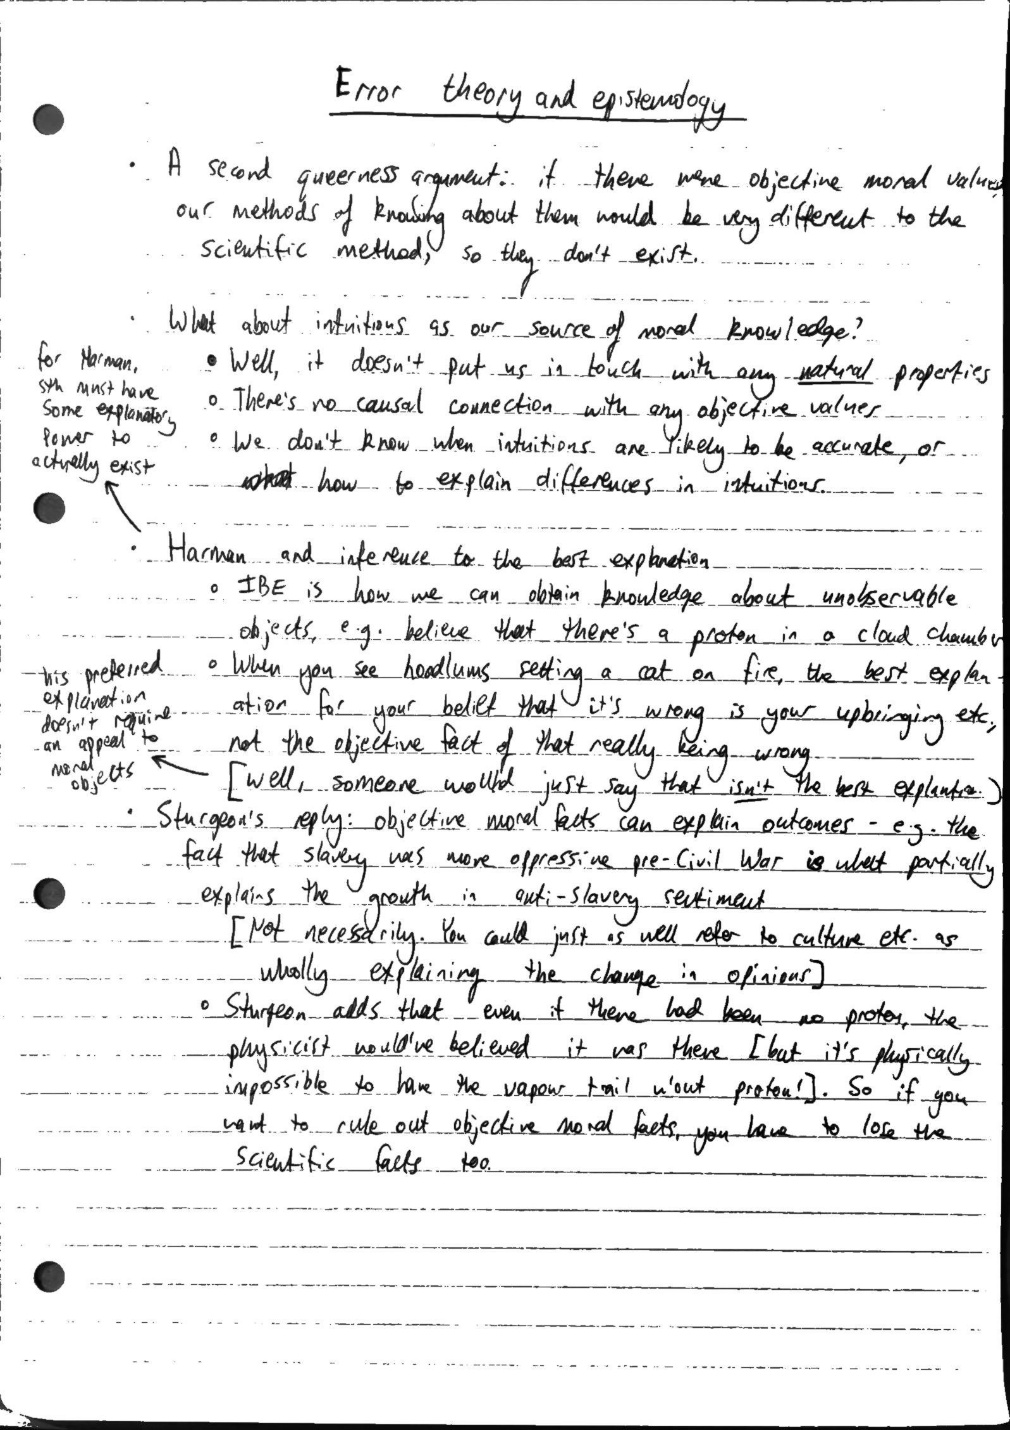 Error theory and epistemology
• A second queerness argument: if there were objective moral values
our methods of knowing about them would be very different to the
scientific method, so they don't exist.
• What about intuitions as our source of moral knowledge?
• Well, it doesn't put us in touch with any natural properties
• There's no causal connection with any objective values
• We don't know when intuitions are likely to be accurate, or
how to explain differences in intuitions.
for Harman,
sth must have
some explanatory
power to
actually exist
• Harman and inference to the best explanation
• IBE is how we can obtain knowledge about unobservable
objects, e.g. believe that there's a proton in a cloud chamber
• When you see hoodlums setting a cat on fire, the best explan-
ation for your belief that it's wrong is your upbringing etc.,
not the objective fact of that really being wrong
[Well, someone would just say that isn't the best explanation.]
his preferred
explanation
doesn't require
an appeal to
moral
objects
• Sturgeon's reply: objective moral facts can explain outcomes - e.g. the
fact that slavery was more oppressive pre-Civil War is what partially
explains the growth in anti-slavery sentiment
[Not necessarily. You could just as well refer to culture etc. as
wholly explaining the change in opinions]
• Sturgeon adds that even if there had been no proton, the
physicist would've believed it was there [but it's physically
impossible to have the vapour trail w'out proton!]. So if you
want to rule out objective moral facts, you have to lose the
scientific facts too.